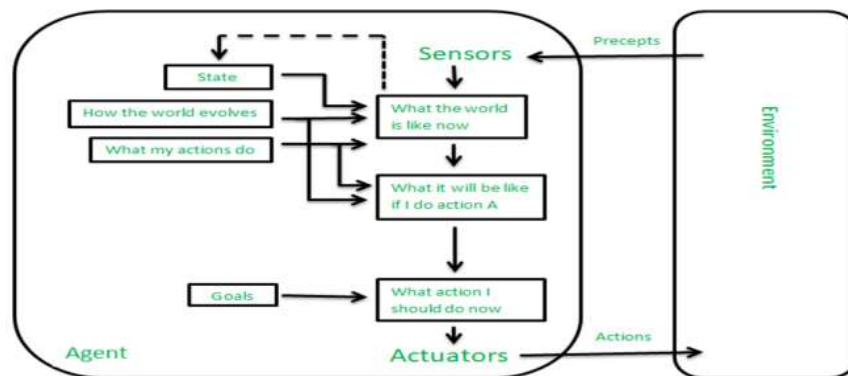 Sensors
Precepts
State
How the world evolves
What my actions do
What the world
is like now
What it will be like
if I do action A
Goals
What action I
should do now
Agent
Actuators
Actions
Environment